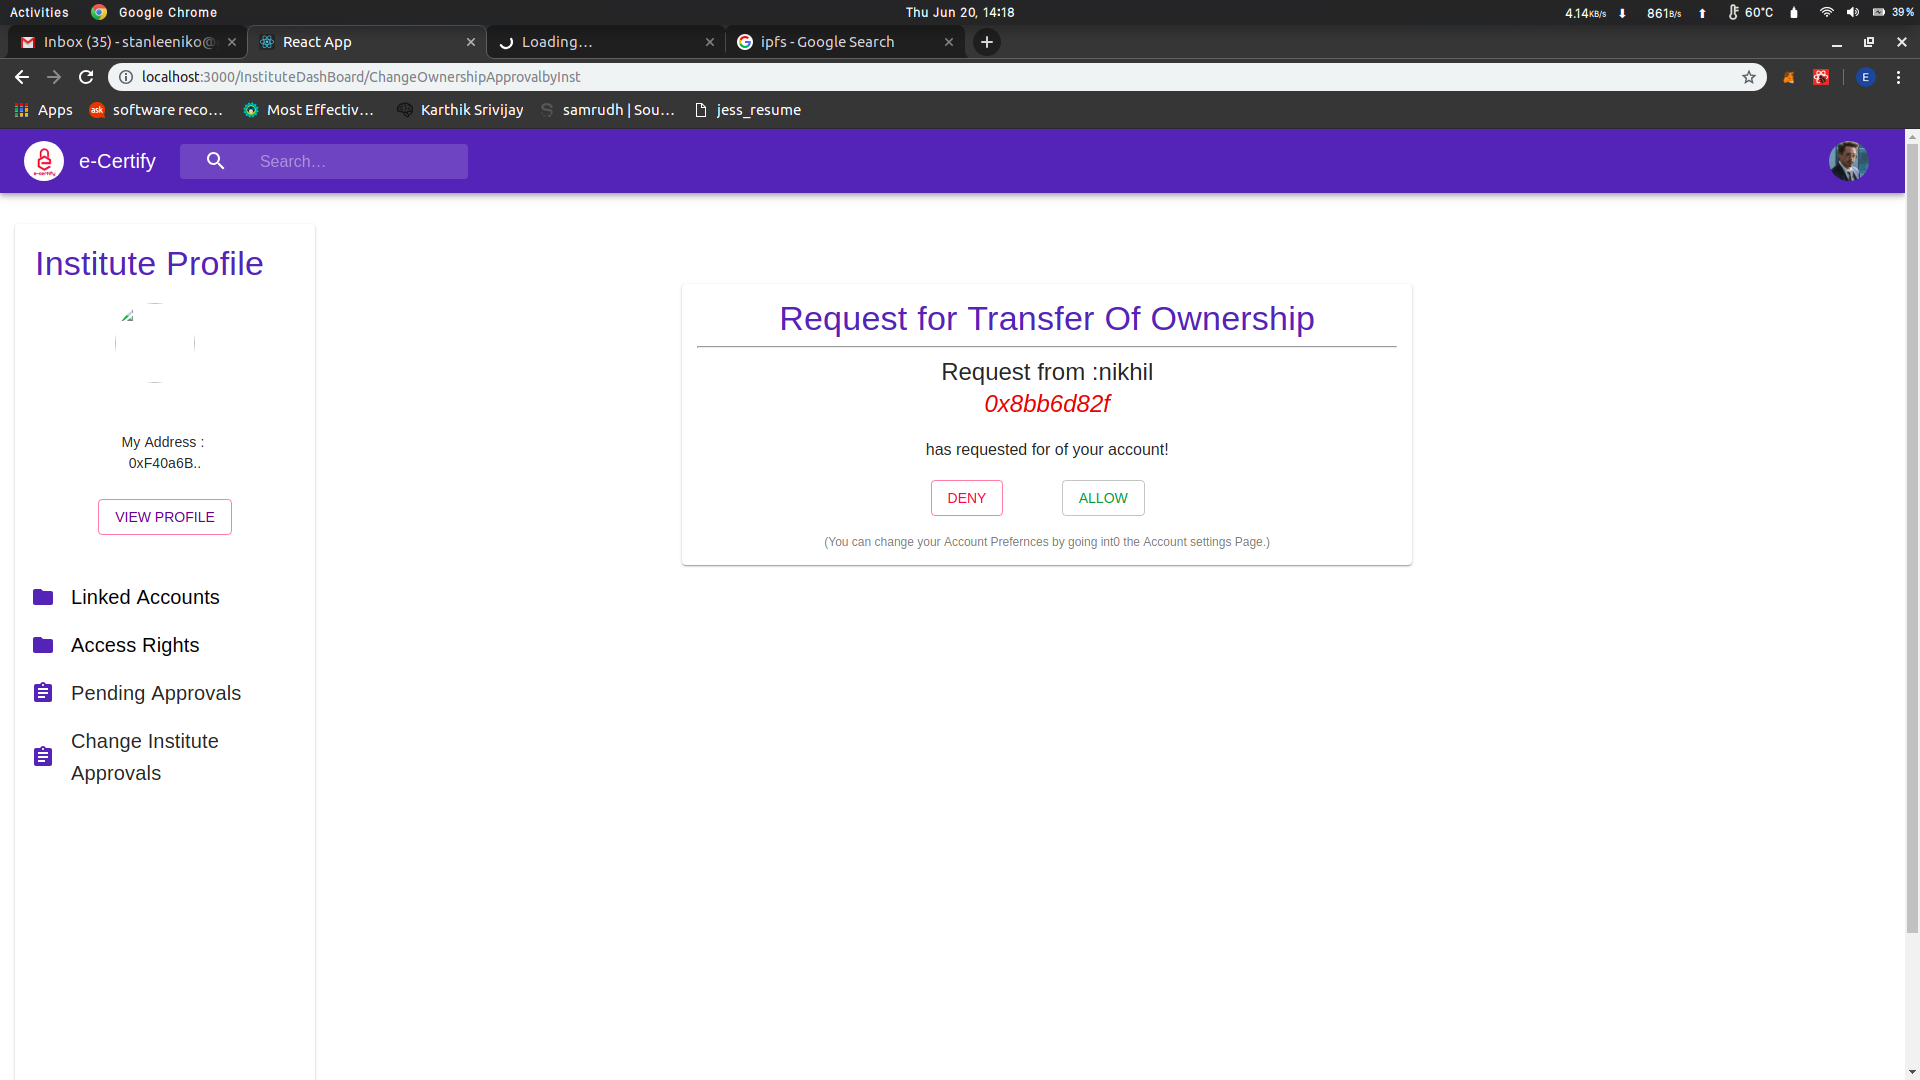 Activities Google Chrome Thu Jun 20, 14:18 4.14KB/s 861B/s 60°C 39%
Inbox (35) - stanleeniko@ React App Loading... ipfs - Google Search
localhost:3000/InstituteDashBoard/ChangeOwnershipApprovalbyInst E
Apps ask software reco... Most Effectiv... Karthik Srivijay S samrudh | Sou... jess_resume
e-certify e-Certify Search...
Institute Profile
Request for Transfer Of Ownership
Request from :nikhil
0x8bb6d82f
My Address :
0xF40a6B..
has requested for of your account!
VIEW PROFILE
DENY ALLOW
(You can change your Account Prefernces by going int0 the Account settings Page.)
Linked Accounts
Access Rights
Pending Approvals
Change Institute
Approvals